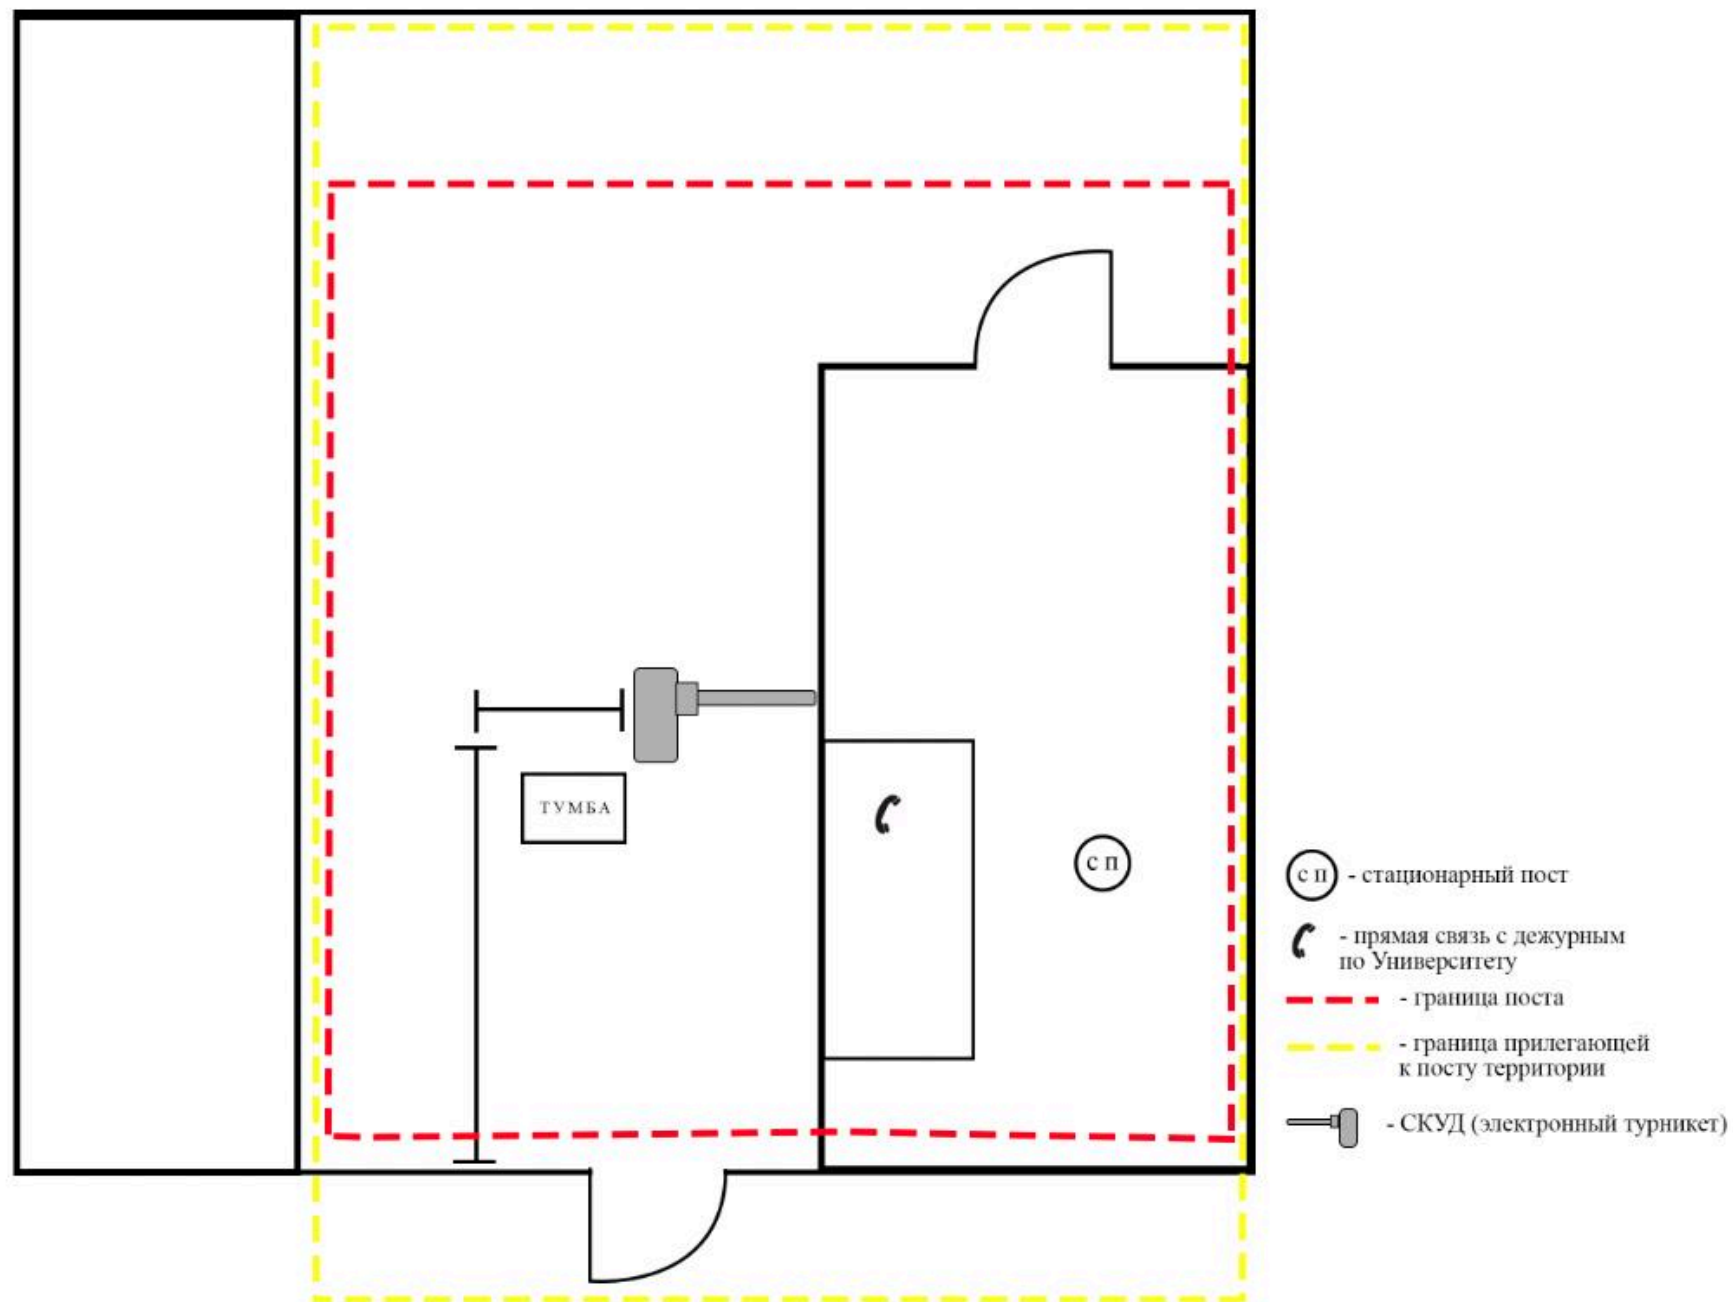 ТУМБА
с п
с п - стационарный пост
- прямая связь с дежурным
по Университету
- граница поста
- граница прилегающей
к посту территории
- СКУД (электронный турникет)